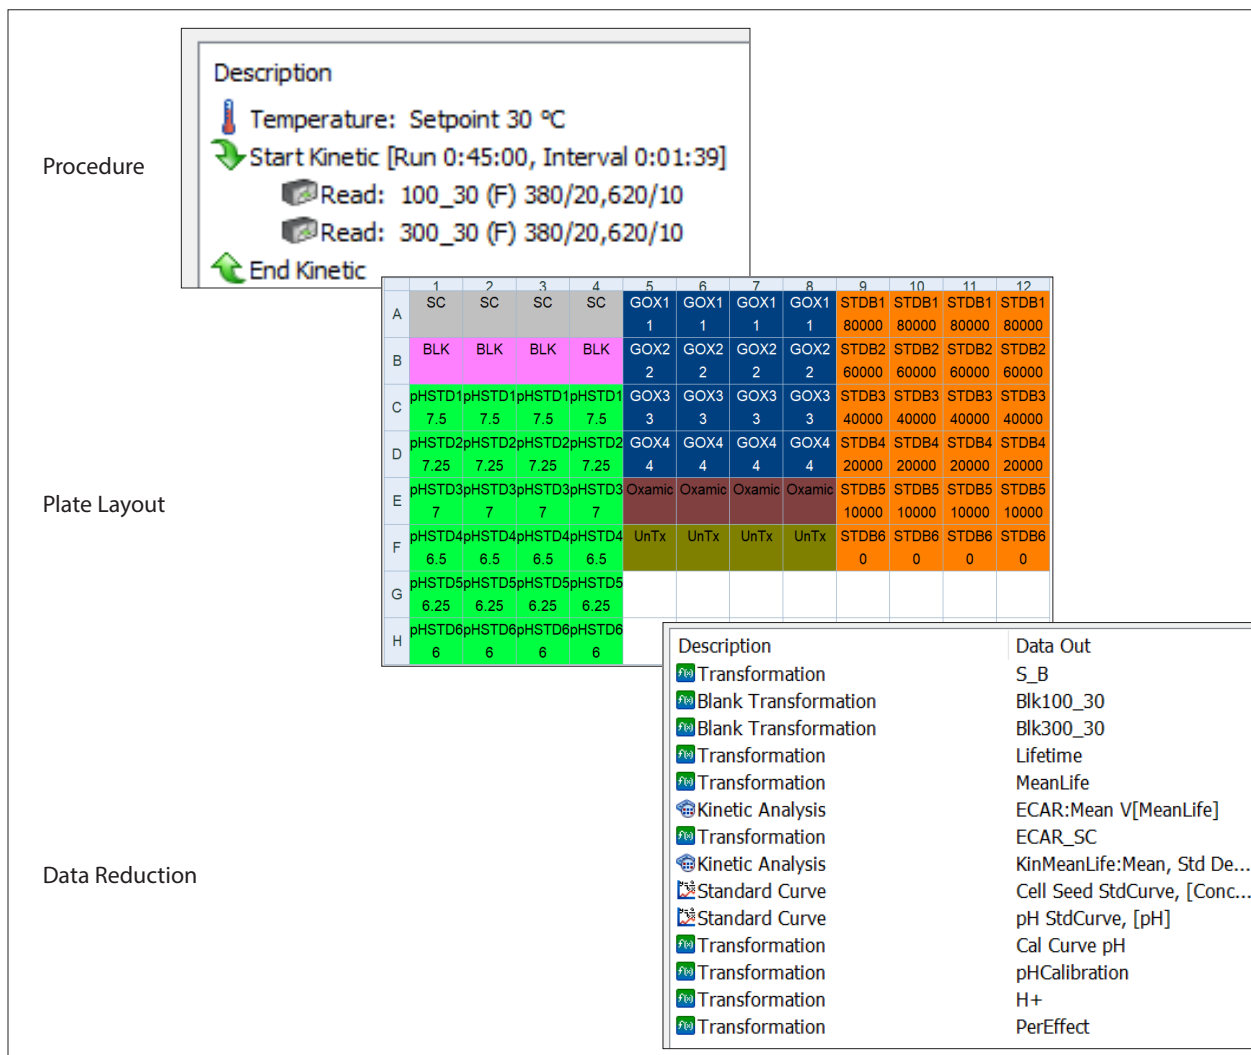 Procedure
Description
Temperature: Setpoint 30 ºC
Start Kinetic [Run 0:45:00, Interval 0:01:39]
Read: 100_30 (F) 380/20,620/10
Read: 300_30 (F) 380/20,620/10
End Kinetic
Plate Layout
1 2 3 4 5 6 7 8 9 10 11 12
A SC SC SC SC GOX1 GOX1 GOX1 GOX1 STDB1 STDB1 STDB1 STDB1
1 1 1 1 80000 80000 80000 80000
B BLK BLK BLK BLK GOX2 GOX2 GOX2 GOX2 STDB2 STDB2 STDB2 STDB2
2 2 2 2 60000 60000 60000 60000
C pHSTD1 pHSTD1 pHSTD1 pHSTD1 GOX3 GOX3 GOX3 GOX3 STDB3 STDB3 STDB3 STDB3
7.5 7.5 7.5 7.5 3 3 3 3 40000 40000 40000 40000
D pHSTD2 pHSTD2 pHSTD2 pHSTD2 GOX4 GOX4 GOX4 GOX4 STDB4 STDB4 STDB4 STDB4
7.25 7.25 7.25 7.25 4 4 4 4 20000 20000 20000 20000
E pHSTD3 pHSTD3 pHSTD3 pHSTD3 Oxamic Oxamic Oxamic Oxamic STDB5 STDB5 STDB5 STDB5
7 7 7 7 10000 10000 10000 10000
F pHSTD4 pHSTD4 pHSTD4 pHSTD4 UnTx UnTx UnTx UnTx STDB6 STDB6 STDB6 STDB6
6.5 6.5 6.5 6.5 0 0 0 0
G pHSTD5 pHSTD5 pHSTD5 pHSTD5
6.25 6.25 6.25 6.25
H pHSTD6 pHSTD6 pHSTD6 pHSTD6
6 6 6 6
Data Reduction
Description Data Out
Transformation S_B
Blank Transformation Blk100_30
Blank Transformation Blk300_30
Transformation Lifetime
Transformation MeanLife
Kinetic Analysis ECAR:Mean V[MeanLife]
Transformation ECAR_SC
Kinetic Analysis KinMeanLife:Mean, Std De...
Standard Curve Cell Seed StdCurve, [Conc...
Standard Curve pH StdCurve, [pH]
Transformation Cal Curve pH
Transformation pHCalibration
Transformation H+
Transformation PerEffect